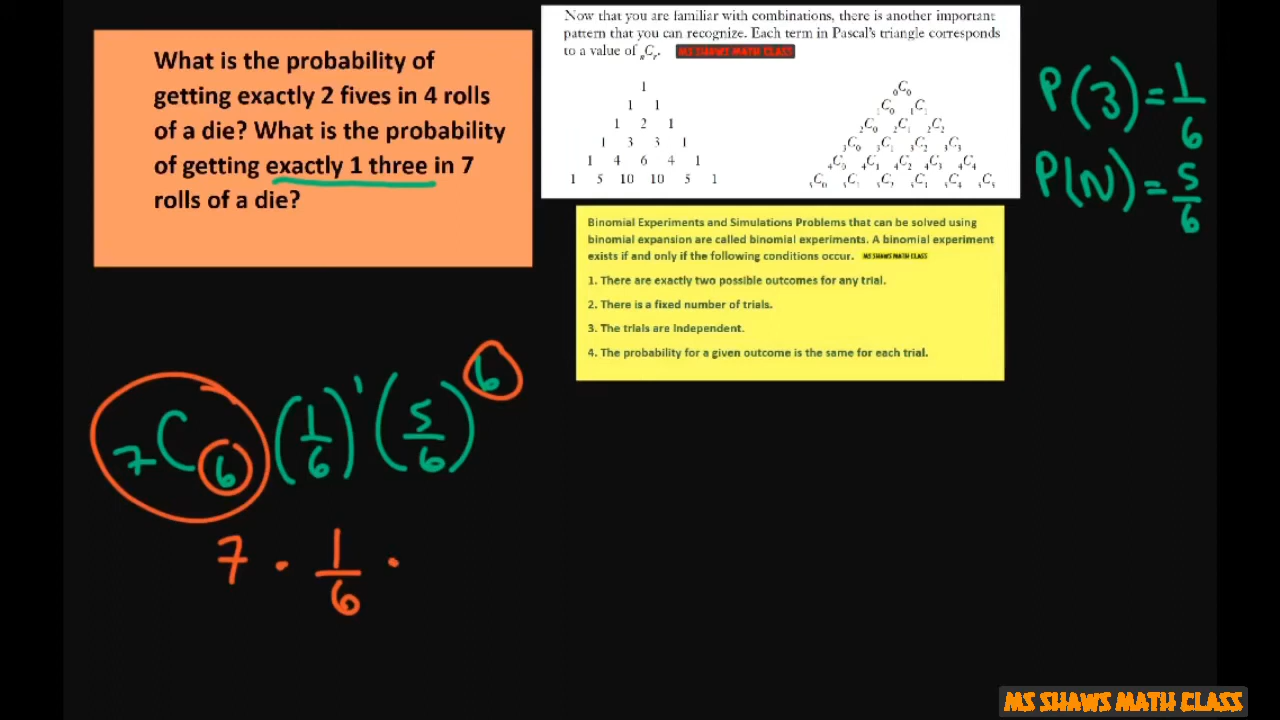 What is the probability of
getting exactly 2 fives in 4 rolls
of a die? What is the probability
of getting exactly 1 three in 7
rolls of a die?
Now that you are familiar with combinations, there is another important
pattern that you can recognize. Each term in Pascal's triangle corresponds
to a value of ₙCᵣ. MS SHAWS MATH CLASS
1
1 1
1 2 1
1 3 3 1
1 4 6 4 1
1 5 10 10 5 1
₀C₀
₁C₀ ₁C₁
₂C₀ ₂C₁ ₂C₂
₃C₀ ₃C₁ ₃C₂ ₃C₃
₄C₀ ₄C₁ ₄C₂ ₄C₃ ₄C₄
P(3) = 1/6
P(N) = 5/6
Binomial Experiments and Simulations Problems that can be solved using
binomial expansion are called binomial experiments. A binomial experiment
exists if and only if the following conditions occur. MS SHAWS MATH CLASS
1. There are exactly two possible outcomes for any trial.
2. There is a fixed number of trials.
3. The trials are independent.
4. The probability for a given outcome is the same for each trial.
₇C₆ (1/6)¹ (5/6)⁶
7 · 1/6 ·
MS SHAWS MATH CLASS